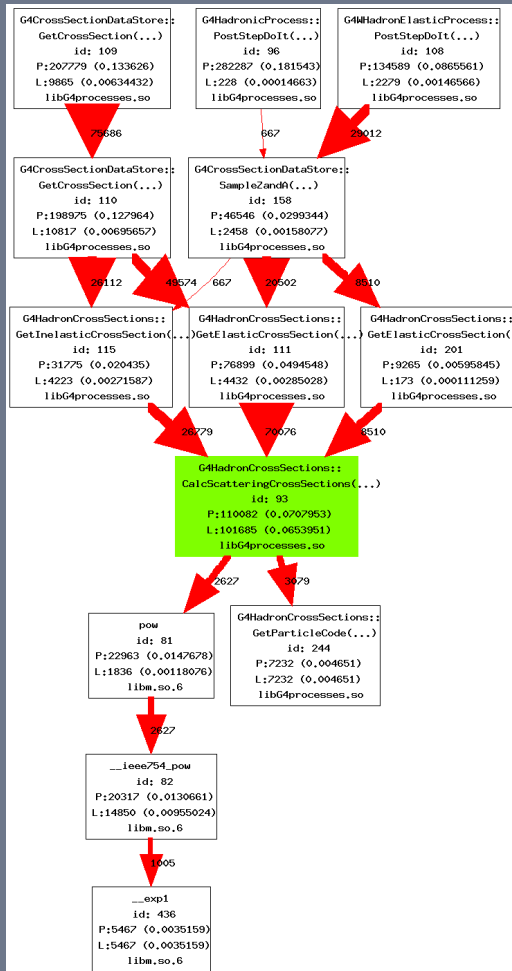 G4CrossSectionDataStore::
GetCrossSection(...)
id: 109
P:207779 (0.133626)
L:9865 (0.00634432)
libG4processes.so
G4HadronicProcess::
PostStepDoIt(...)
id: 96
P:282287 (0.181543)
L:228 (0.00014663)
libG4processes.so
G4WHadronElasticProcess::
PostStepDoIt(...)
id: 108
P:134589 (0.0865561)
L:2279 (0.00146566)
libG4processes.so
75686
667
29012
G4CrossSectionDataStore::
GetCrossSection(...)
id: 110
P:198975 (0.127964)
L:10817 (0.00695657)
libG4processes.so
G4CrossSectionDataStore::
SampleZandA(...)
id: 158
P:46546 (0.0299344)
L:2458 (0.00158077)
libG4processes.so
26112
49574
667
20502
8510
G4HadronCrossSections::
GetInelasticCrossSection(...)
id: 115
P:31775 (0.020435)
L:4223 (0.00271587)
libG4processes.so
G4HadronCrossSections::
GetElasticCrossSection(...)
id: 111
P:76899 (0.0494548)
L:4432 (0.00285028)
libG4processes.so
G4HadronCrossSections::
GetElasticCrossSection(
id: 201
P:9265 (0.00595845)
L:173 (0.000111259)
libG4processes.so
26779
70076
8510
G4HadronCrossSections::
CalcScatteringCrossSections(...)
id: 93
P:110082 (0.0707953)
L:101685 (0.0653951)
libG4processes.so
2627
3079
pow
id: 81
P:22963 (0.0147678)
L:1836 (0.00118076)
libm.so.6
G4HadronCrossSections::
GetParticleCode(...)
id: 244
P:7232 (0.004651)
L:7232 (0.004651)
libG4processes.so
2627
__ieee754_pow
id: 82
P:20317 (0.0130661)
L:14850 (0.00955024)
libm.so.6
1005
__exp1
id: 436
P:5467 (0.0035159)
L:5467 (0.0035159)
libm.so.6